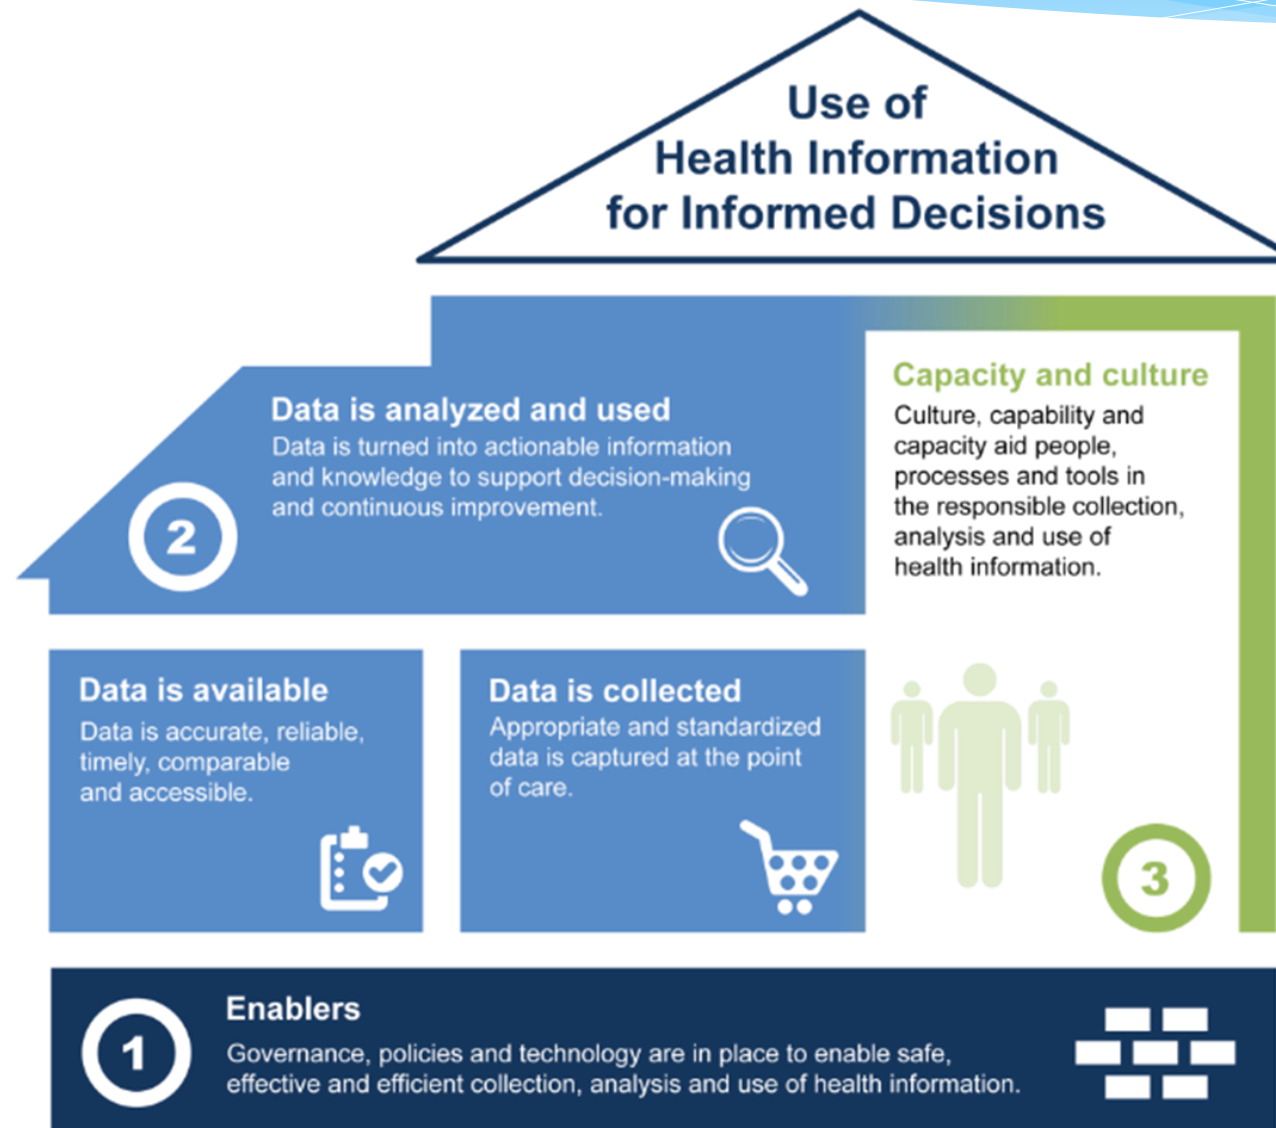 Use of
Health Information
for Informed Decisions
Data is analyzed and used
Data is turned into actionable information
and knowledge to support decision-making
and continuous improvement.
2
Capacity and culture
Culture, capability and
capacity aid people,
processes and tools in
the responsible collection,
analysis and use of
health information.
3
Data is available
Data is accurate, reliable,
timely, comparable
and accessible.
Data is collected
Appropriate and standardized
data is captured at the point
of care.
1
Enablers
Governance, policies and technology are in place to enable safe,
effective and efficient collection, analysis and use of health information.